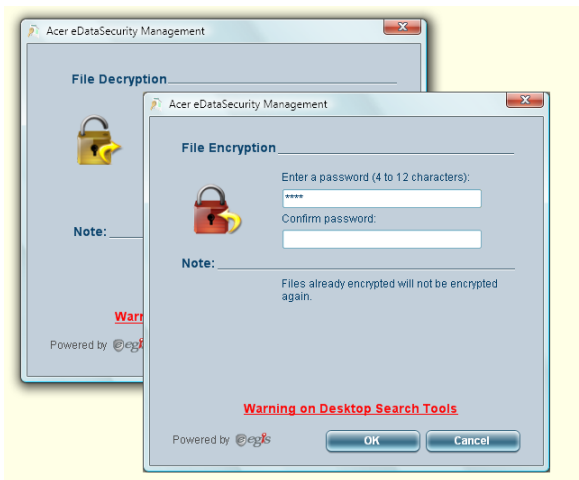 Acer eDataSecurity Management
File Decryption
Note:
Powered by egis
Acer eDataSecurity Management
File Encryption
Enter a password (4 to 12 characters):
****
Confirm password:
Note:
Files already encrypted will not be encrypted
again.
Warning on Desktop Search Tools
Powered by egis
OK
Cancel